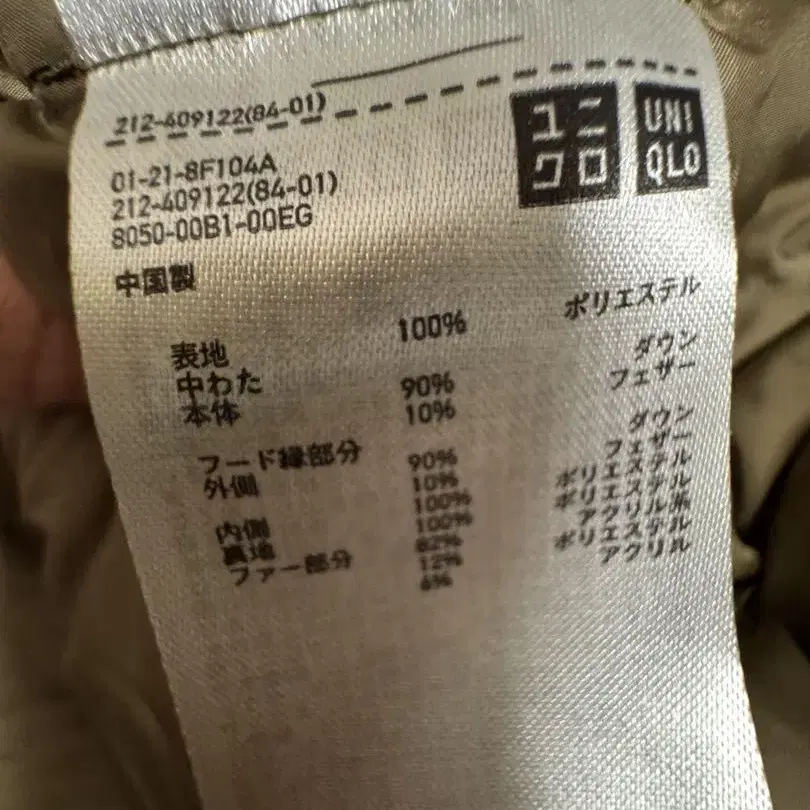 212-409122(84-01)
ユニクロ
UNIQLO
01-21-8F104A
212-409122(84-01)
8050-00B1-00EG
中国製
表地 100% ポリエステル
中わた
本体 90% ダウン
10% フェザー
フード縁部分
外側 90% ダウン
10% フェザー
内側 100% ポリエステル
裏地 100% ポリエステル
ファー部分 82% アクリル系
12% ポリエステル
6% アクリル